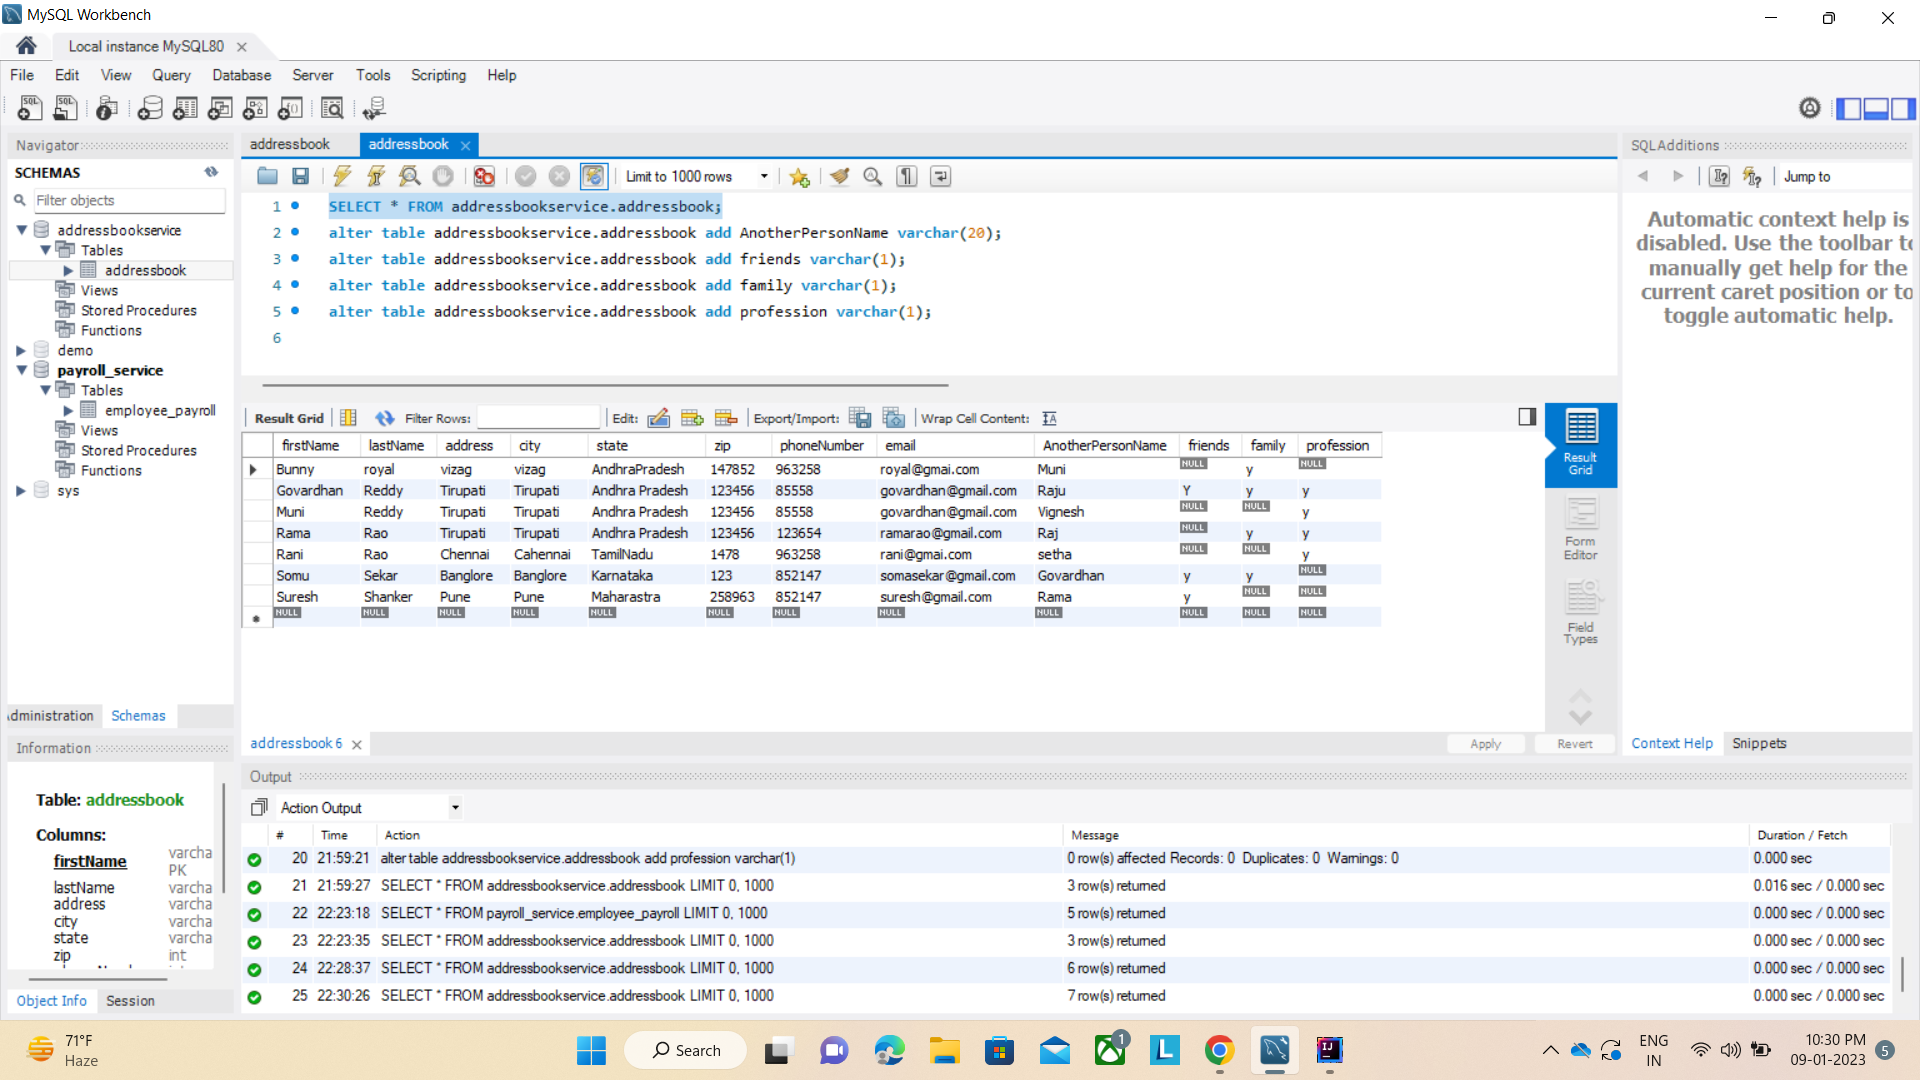 MySQL Workbench
Local instance MySQL80
File Edit View Query Database Server Tools Scripting Help
Navigator
SCHEMAS
Filter objects
addressbookservice
Tables
addressbook
Views
Stored Procedures
Functions
demo
payroll_service
Tables
employee_payroll
Views
Stored Procedures
Functions
sys
Administration Schemas
Information
Table: addressbook
Columns:
firstName varcha
PK
lastName varcha
address varcha
city varcha
state varcha
zip int
Object Info Session
addressbook addressbook
Limit to 1000 rows
1 SELECT * FROM addressbookservice.addressbook;
2 alter table addressbookservice.addressbook add AnotherPersonName varchar(20);
3 alter table addressbookservice.addressbook add friends varchar(1);
4 alter table addressbookservice.addressbook add family varchar(1);
5 alter table addressbookservice.addressbook add profession varchar(1);
6
Result Grid Filter Rows: Edit: Export/Import: Wrap Cell Content:
firstName lastName address city state zip phoneNumber email AnotherPersonName friends family profession
Bunny royal vizag vizag AndhraPradesh 147852 963258 royal@gmai.com Muni NULL y NULL
Govardhan Reddy Tirupati Tirupati Andhra Pradesh 123456 85558 govardhan@gmail.com Raju Y y y
Muni Reddy Tirupati Tirupati Andhra Pradesh 123456 85558 govardhan@gmail.com Vignesh NULL NULL y
Rama Rao Tirupati Tirupati Andhra Pradesh 123456 123654 ramarao@gmail.com Raj NULL y y
Rani Rao Chennai Cahennai TamilNadu 1478 963258 rani@gmai.com setha NULL NULL y
Somu Sekar Banglore Banglore Karnataka 123 852147 somasekar@gmail.com Govardhan y y NULL
Suresh Shanker Pune Pune Maharastra 258963 852147 suresh@gmail.com Rama y NULL NULL
NULL NULL NULL NULL NULL NULL NULL NULL NULL NULL NULL NULL
Result
Grid
Form
Editor
Field
Types
addressbook 6
Apply Revert
SQLAdditions
Jump to
Automatic context help is
disabled. Use the toolbar to
manually get help for the
current caret position or to
toggle automatic help.
Context Help Snippets
Output
Action Output
# Time Action Message Duration / Fetch
20 21:59:21 alter table addressbookservice.addressbook add profession varchar(1) 0 row(s) affected Records: 0 Duplicates: 0 Warnings: 0 0.000 sec
21 21:59:27 SELECT * FROM addressbookservice.addressbook LIMIT 0, 1000 3 row(s) returned 0.016 sec / 0.000 sec
22 22:23:18 SELECT * FROM payroll_service.employee_payroll LIMIT 0, 1000 5 row(s) returned 0.000 sec / 0.000 sec
23 22:23:35 SELECT * FROM addressbookservice.addressbook LIMIT 0, 1000 3 row(s) returned 0.000 sec / 0.000 sec
24 22:28:37 SELECT * FROM addressbookservice.addressbook LIMIT 0, 1000 6 row(s) returned 0.000 sec / 0.000 sec
25 22:30:26 SELECT * FROM addressbookservice.addressbook LIMIT 0, 1000 7 row(s) returned 0.000 sec / 0.000 sec
71°F
Haze
Search
1
ENG
IN
10:30 PM
09-01-2023
5